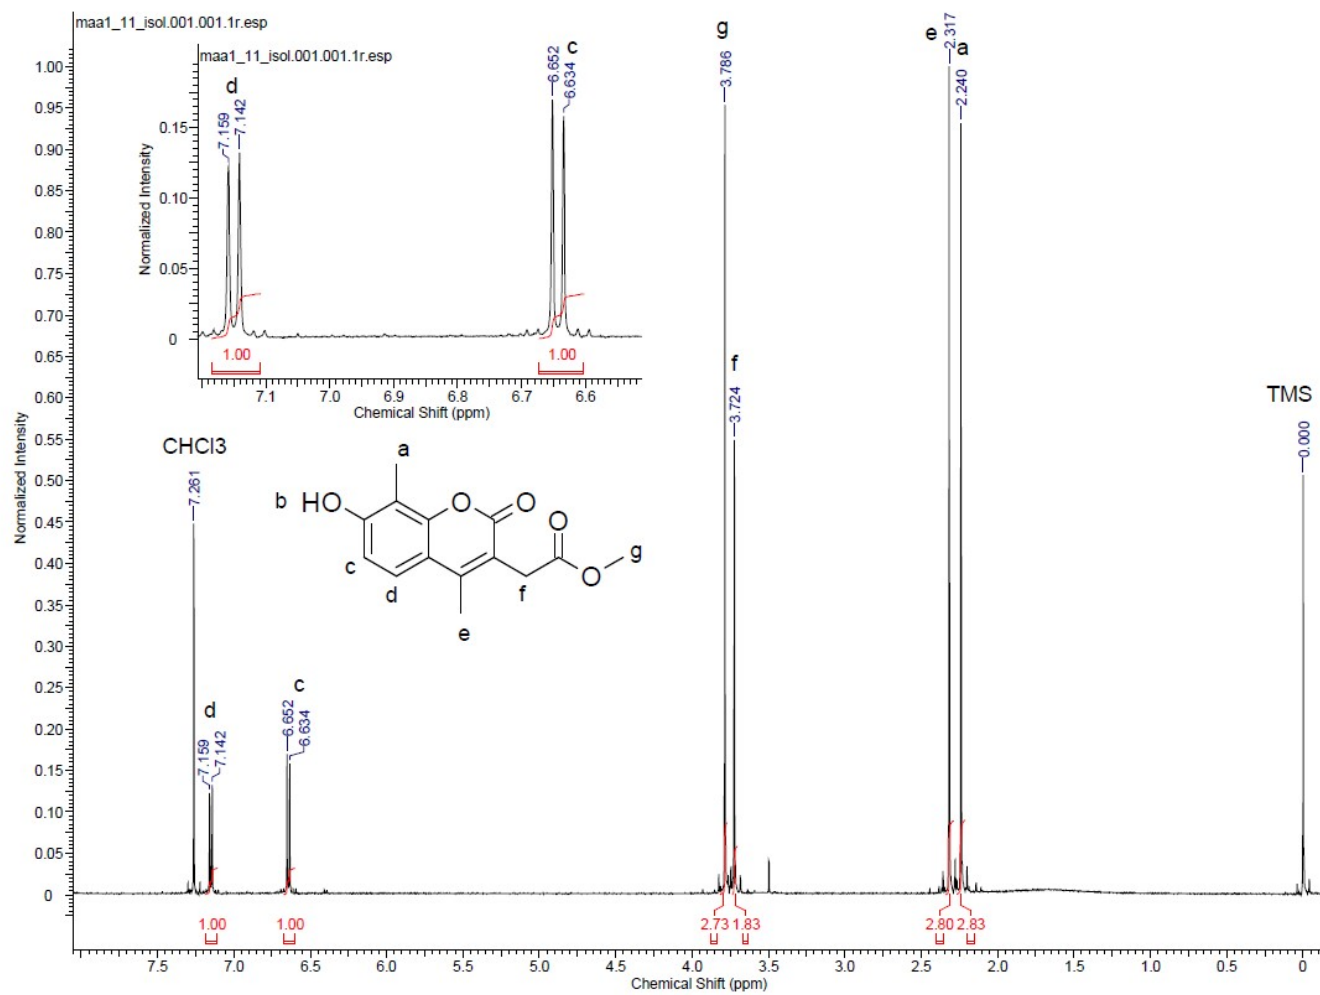 maa1_11_isol.001.001.1r.esp
maa1_11_isol.001.001.1r.esp
Normalized Intensity
0.15
0.10
0.05
0
d
7.159
7.142
c
6.652
6.634
1.00
1.00
7.1 7.0 6.9 6.8 6.7 6.6
Chemical Shift (ppm)
Normalized Intensity
1.00
0.95
0.90
0.85
0.80
0.75
0.70
0.65
0.60
0.55
0.50
0.45
0.40
0.35
0.30
0.25
0.20
0.15
0.10
0.05
0
g
3.786
e
2.317
a
2.240
f
3.724
TMS
0.000
CHCl3
7.261
a
b HO O O
O
c g
O
d f
e
d
7.159
7.142
c
6.652
6.634
1.00 1.00 2.73 1.83 2.80 2.83
7.5 7.0 6.5 6.0 5.5 5.0 4.5 4.0 3.5 3.0 2.5 2.0 1.5 1.0 0.5 0
Chemical Shift (ppm)